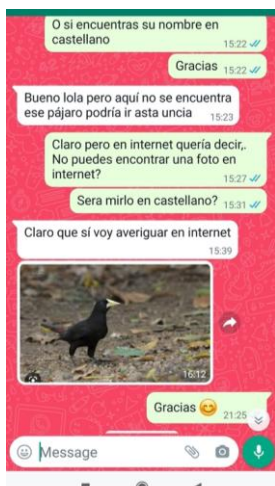 O si encuentras su nombre en
castellano
15:22
Gracias 15:22
Bueno lola pero aquí no se encuentra
ese pájaro podría ir asta uncia
15:23
Claro pero en internet quería decir,.
No puedes encontrar una foto en
internet?
15:27
Sera mirlo en castellano? 15:31
Claro que sí voy averiguar en internet
15:39
16:12
Gracias 😊 21:25
Message